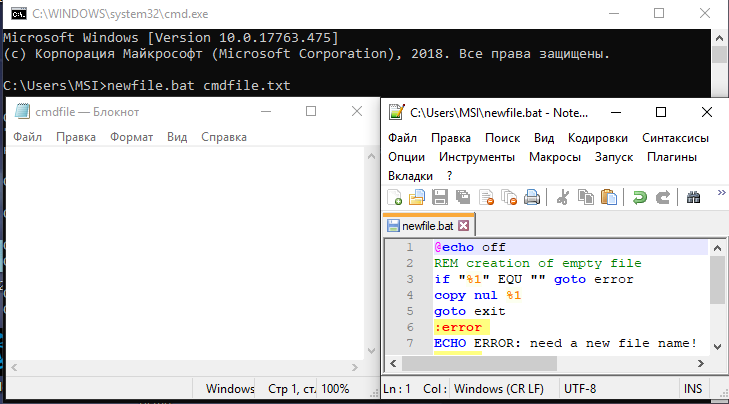 C:\WINDOWS\system32\cmd.exe
Microsoft Windows [Version 10.0.17763.475]
(c) Корпорация Майкрософт (Microsoft Corporation), 2018. Все права защищены.
C:\Users\MSI>newfile.bat cmdfile.txt
cmdfile — Блокнот
Файл Правка Формат Вид Справка
Windows Стр 1, ст. 100%
C:\Users\MSI\newfile.bat - Note...
Файл Правка Поиск Вид Кодировки Синтаксисы
Опции Инструменты Макросы Запуск Плагины
Вкладки ?
newfile.bat
1 @echo off
2 REM creation of empty file
3 if "%1" EQU "" goto error
4 copy nul %1
5 goto exit
6 :error
7 ECHO ERROR: need a new file name!
Ln : 1 Col : Windows (CR LF) UTF-8 INS